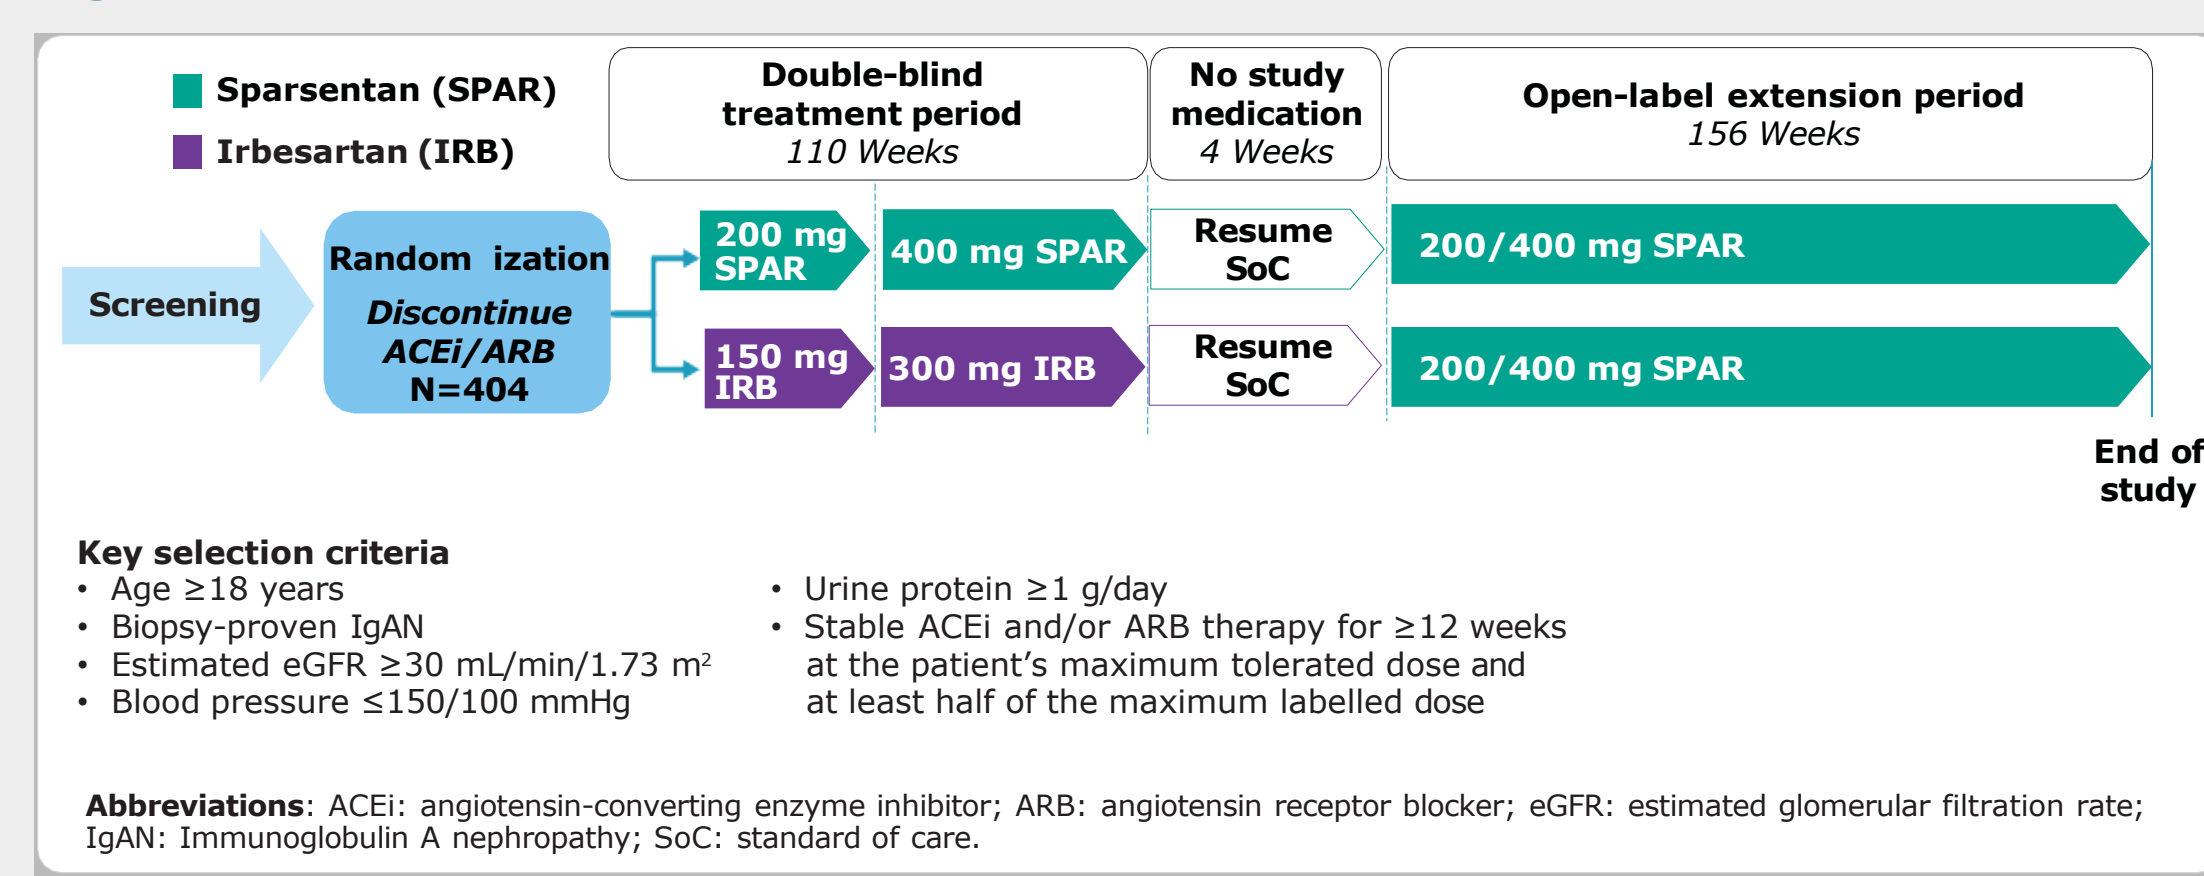 Sparsentan (SPAR)
Irbesartan (IRB)
Double-blind
treatment period
110 Weeks
No study
medication
4 Weeks
Open-label extension period
156 Weeks
Screening
Random ization
Discontinue
ACEi/ARB
N=404
200 mg
SPAR
400 mg SPAR
Resume
SoC
200/400 mg SPAR
150 mg
IRB
300 mg IRB
Resume
SoC
200/400 mg SPAR
End of
study
Key selection criteria
• Age ≥18 years
• Biopsy-proven IgAN
• Estimated eGFR ≥30 mL/min/1.73 m²
• Blood pressure ≤150/100 mmHg
• Urine protein ≥1 g/day
• Stable ACEi and/or ARB therapy for ≥12 weeks
at the patient’s maximum tolerated dose and
at least half of the maximum labelled dose
Abbreviations: ACEi: angiotensin-converting enzyme inhibitor; ARB: angiotensin receptor blocker; eGFR: estimated glomerular filtration rate;
IgAN: Immunoglobulin A nephropathy; SoC: standard of care.